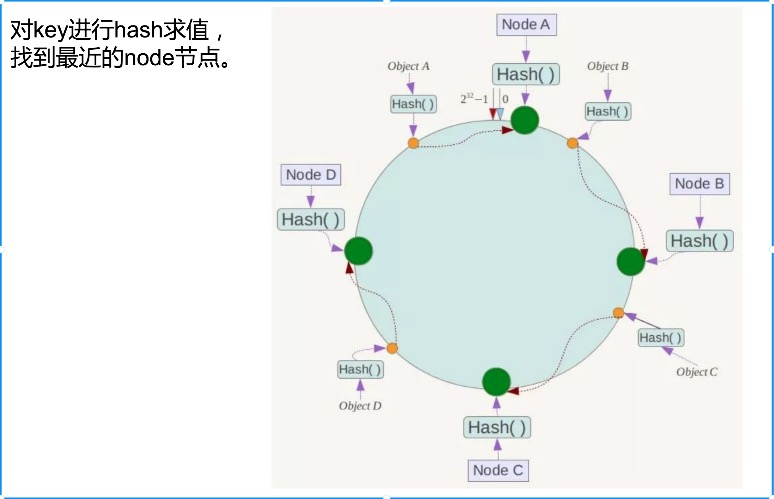 对key进行hash求值，
找到最近的node节点。
Node A
Hash( )
Object A
Hash( )
2³²−1
0
Object B
Hash( )
Node D
Hash( )
Node B
Hash( )
Hash( )
Object C
Hash( )
Object D
Hash( )
Node C